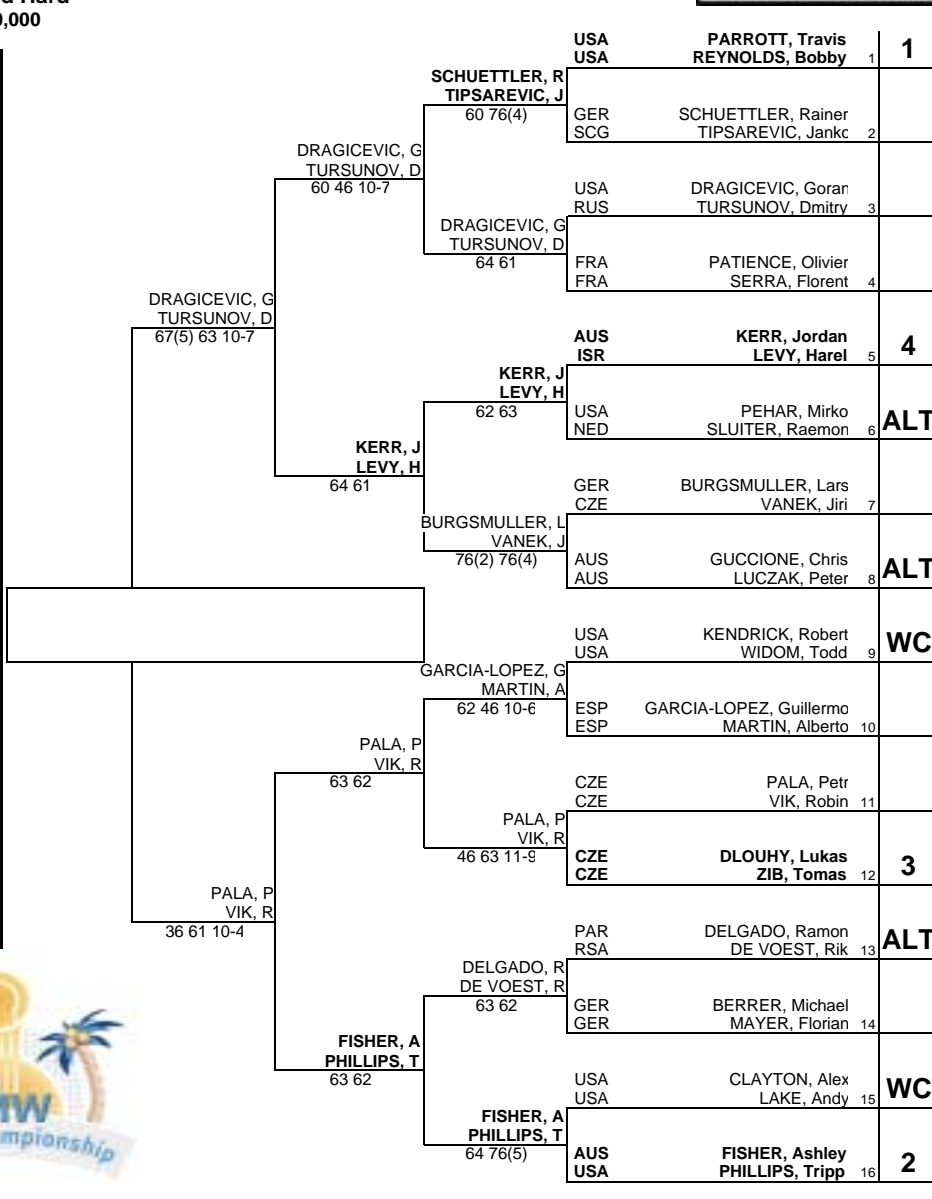 d Hard
0,000
USA PARROTT, Travis
USA REYNOLDS, Bobby 1 1
SCHUETTLER, R
TIPSAREVIC, J
60 76(4)
GER SCHUETTLER, Rainer
SCG TIPSAREVIC, Janko 2
DRAGICEVIC, G
TURSUNOV, D
60 46 10-7
USA DRAGICEVIC, Goran
RUS TURSUNOV, Dmitry 3
DRAGICEVIC, G
TURSUNOV, D
64 61
FRA PATIENCE, Olivier
FRA SERRA, Florent 4
DRAGICEVIC, G
TURSUNOV, D
67(5) 63 10-7
AUS KERR, Jordan
ISR LEVY, Harel 5 4
KERR, J
LEVY, H
62 63
USA PEHAR, Mirko
NED SLUITER, Raemon 6 ALT
KERR, J
LEVY, H
64 61
GER BURGSMULLER, Lars
CZE VANEK, Jiri 7
BURGSMULLER, L
VANEK, J
76(2) 76(4)
AUS GUCCIONE, Chris
AUS LUCZAK, Peter 8 ALT
USA KENDRICK, Robert
USA WIDOM, Todd 9 WC
GARCIA-LOPEZ, G
MARTIN, A
62 46 10-6
ESP GARCIA-LOPEZ, Guillermo
ESP MARTIN, Alberto 10
PALA, P
VIK, R
63 62
CZE PALA, Petr
CZE VIK, Robin 11
PALA, P
VIK, R
46 63 11-9
CZE DLOUHY, Lukas
CZE ZIB, Tomas 12 3
PALA, P
VIK, R
36 61 10-4
PAR DELGADO, Ramon
RSA DE VOEST, Rik 13 ALT
DELGADO, R
DE VOEST, R
63 62
GER BERRER, Michael
GER MAYER, Florian 14
FISHER, A
PHILLIPS, T
63 62
USA CLAYTON, Alex
USA LAKE, Andy 15 WC
FISHER, A
PHILLIPS, T
64 76(5)
AUS FISHER, Ashley
USA PHILLIPS, Tripp 16 2
MW
mpionship